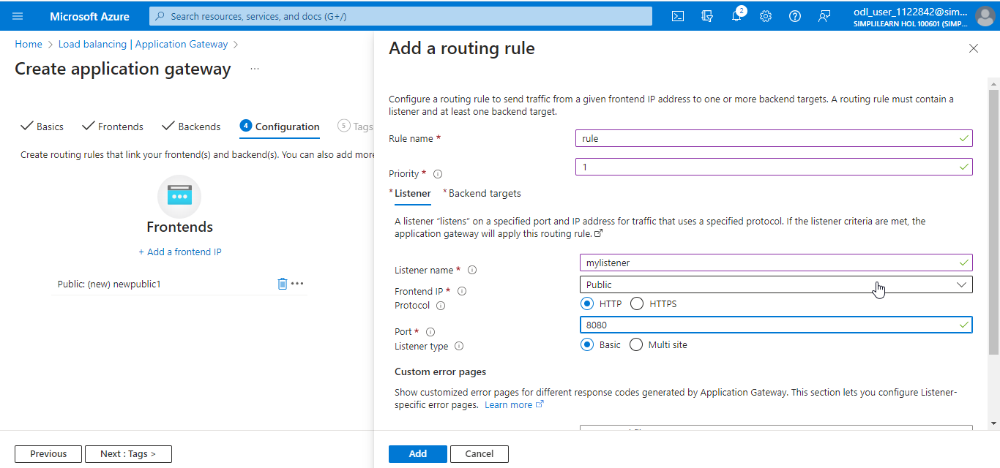 Microsoft Azure
Search resources, services, and docs (G+/)
2
odl_user_1122842@sim...
SIMPLILEARN HOL 100601 (SIMP...
Home > Load balancing | Application Gateway >
Create application gateway ...
Basics
Frontends
Backends
4 Configuration
5 Tags
Create routing rules that link your frontend(s) and backend(s). You can also add more
Frontends
+ Add a frontend IP
Public: (new) newpublic1
Previous
Next : Tags >
Add a routing rule
Configure a routing rule to send traffic from a given frontend IP address to one or more backend targets. A routing rule must contain a
listener and at least one backend target.
Rule name *
rule
Priority *
1
* Listener
* Backend targets
A listener “listens” on a specified port and IP address for traffic that uses a specified protocol. If the listener criteria are met, the
application gateway will apply this routing rule.
Listener name *
mylistener
Frontend IP *
Public
Protocol
HTTP
HTTPS
Port *
8080
Listener type
Basic
Multi site
Custom error pages
Show customized error pages for different response codes generated by Application Gateway. This section lets you configure Listener-
specific error pages. Learn more
Add
Cancel